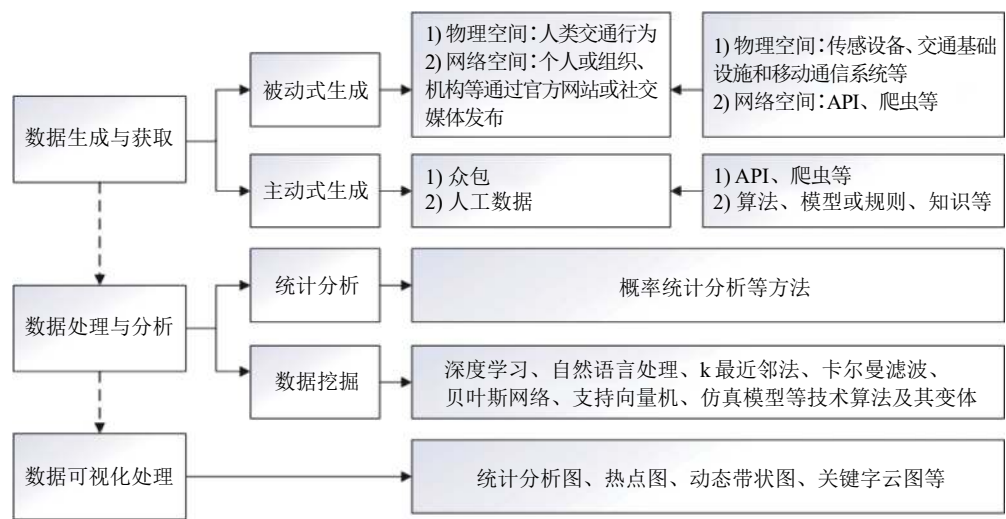 数据生成与获取
被动式生成
1) 物理空间：人类交通行为
2) 网络空间：个人或组织、
机构等通过官方网站或社交
媒体发布
1) 物理空间：传感设备、交通基础
设施和移动通信系统等
2) 网络空间：API、爬虫等
主动式生成
1) 众包
2) 人工数据
1) API、爬虫等
2) 算法、模型或规则、知识等
数据处理与分析
统计分析
概率统计分析等方法
数据挖掘
深度学习、自然语言处理、k 最近邻法、卡尔曼滤波、
贝叶斯网络、支持向量机、仿真模型等技术算法及其变体
数据可视化处理
统计分析图、热点图、动态带状图、关键字云图等